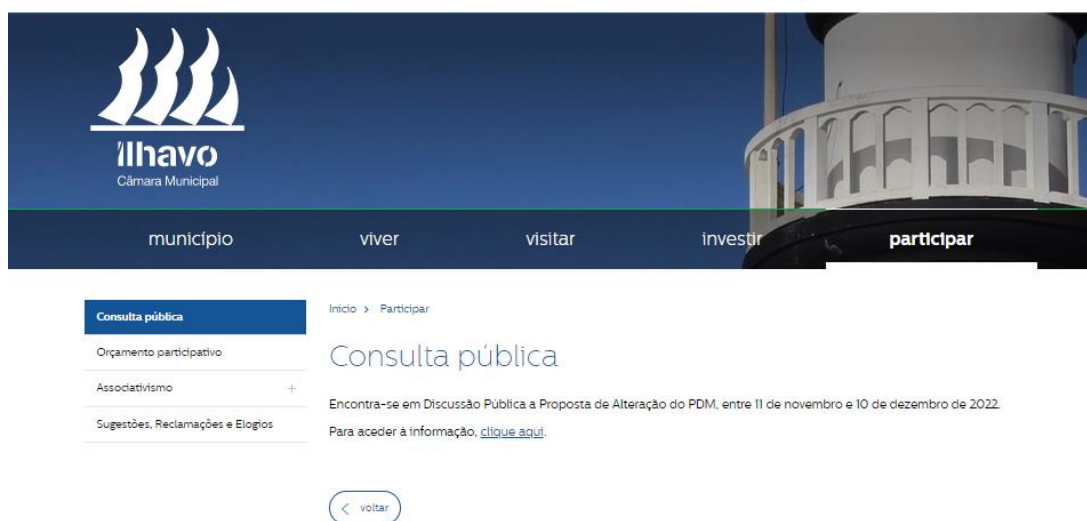 ílhavo
Câmara Municipal
município viver visitar investir participar
Consulta pública
Orçamento participativo
Associativismo +
Sugestões, Reclamações e Elogios
Início > Participar
Consulta pública
Encontra-se em Discussão Pública a Proposta de Alteração do PDM, entre 11 de novembro e 10 de dezembro de 2022.
Para aceder à informação, clique aqui.
< voltar